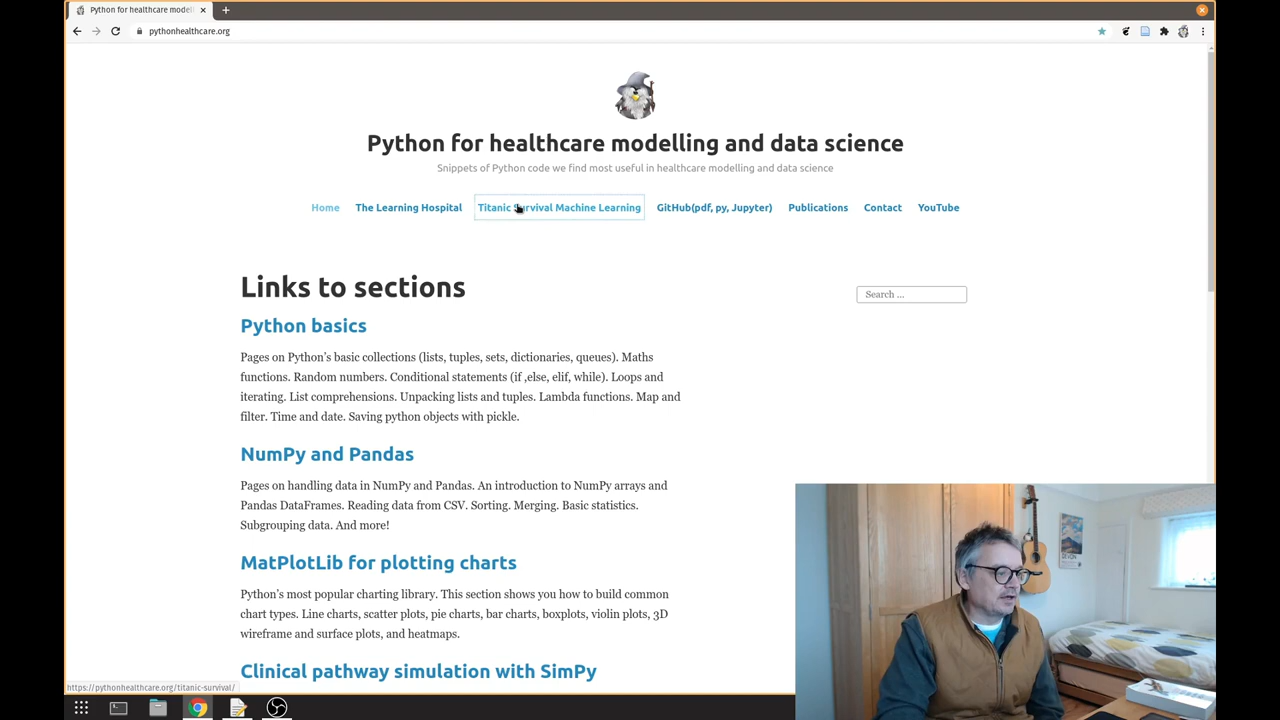 Python for healthcare model
pythonhealthcare.org
Python for healthcare modelling and data science
Snippets of Python code we find most useful in healthcare modelling and data science
Home The Learning Hospital Titanic Survival Machine Learning GitHub(pdf, py, Jupyter) Publications Contact YouTube
Links to sections
Search ...
Python basics
Pages on Python's basic collections (lists, tuples, sets, dictionaries, queues). Maths
functions. Random numbers. Conditional statements (if ,else, elif, while). Loops and
iterating. List comprehensions. Unpacking lists and tuples. Lambda functions. Map and
filter. Time and date. Saving python objects with pickle.
NumPy and Pandas
Pages on handling data in NumPy and Pandas. An introduction to NumPy arrays and
Pandas DataFrames. Reading data from CSV. Sorting. Merging. Basic statistics.
Subgrouping data. And more!
MatPlotLib for plotting charts
Python's most popular charting library. This section shows you how to build common
chart types. Line charts, scatter plots, pie charts, bar charts, boxplots, violin plots, 3D
wireframe and surface plots, and heatmaps.
Clinical pathway simulation with SimPy
https://pythonhealthcare.org/titanic-survival/
DEVON